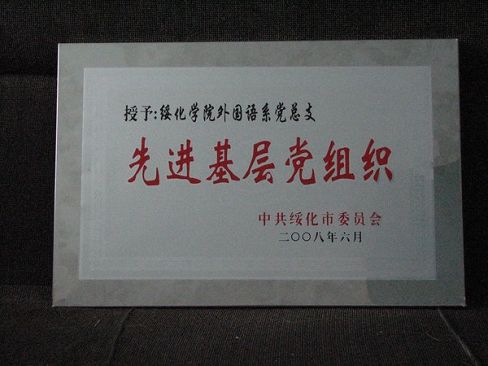 授予:绥化学院外国语系党总支
先进基层党组织
中共绥化市委员会
二〇〇八年六月